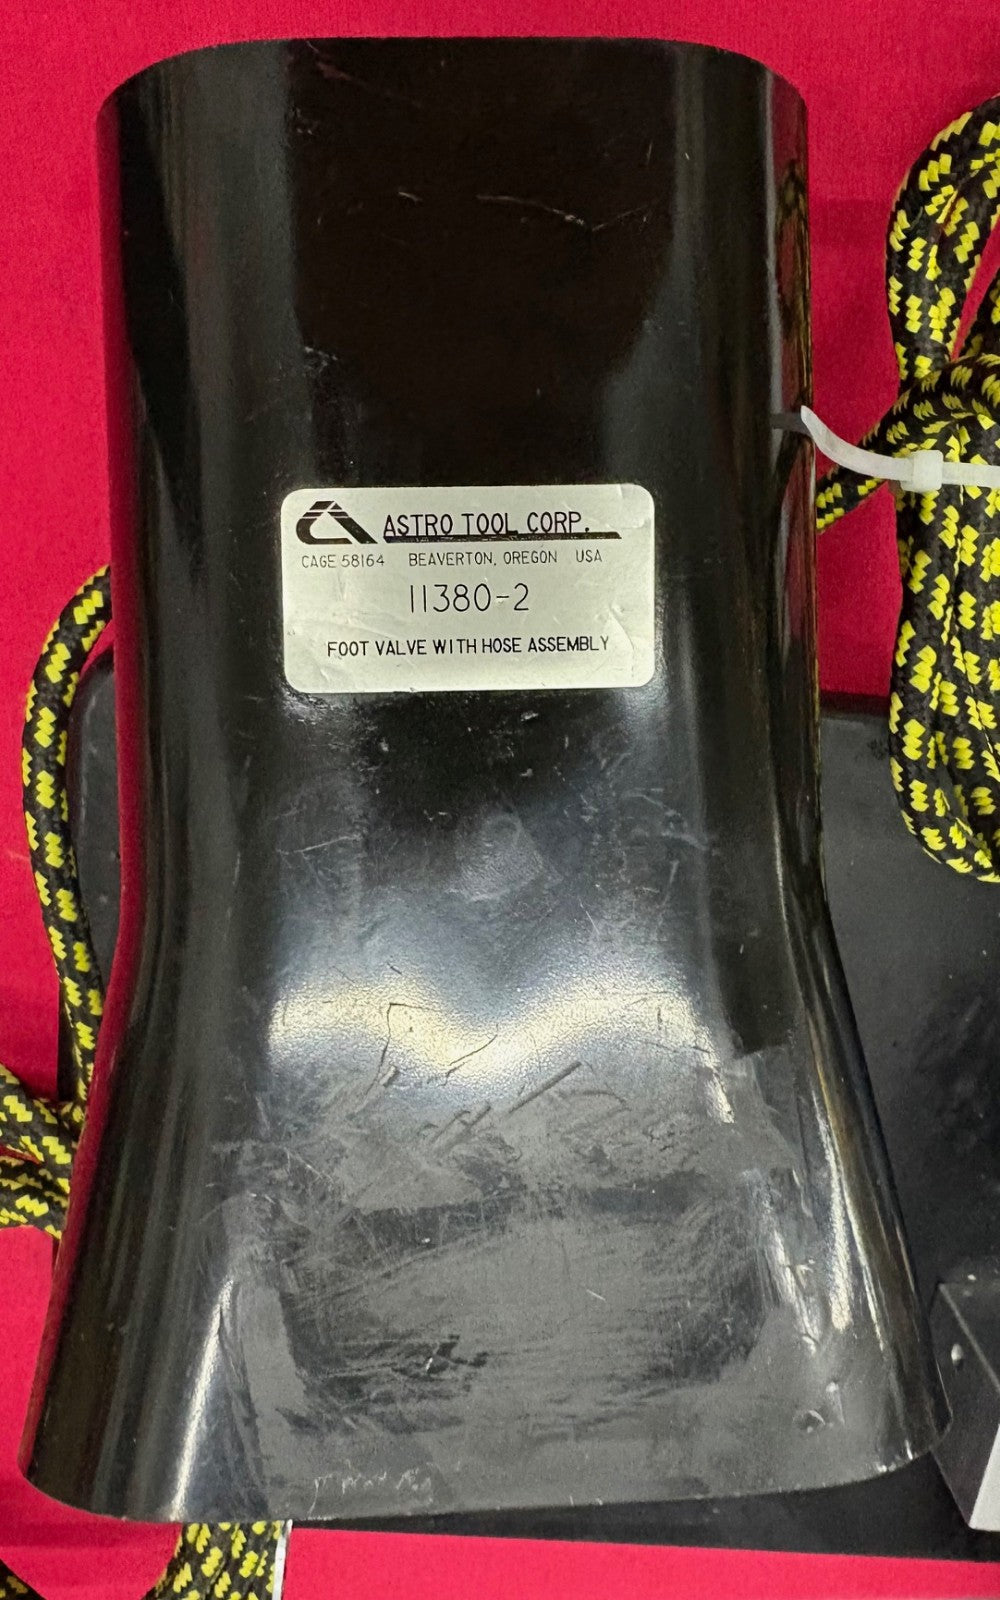 ASTRO TOOL CORP.
CAGE 58164 BEAVERTON, OREGON USA
11380-2
FOOT VALVE WITH HOSE ASSEMBLY